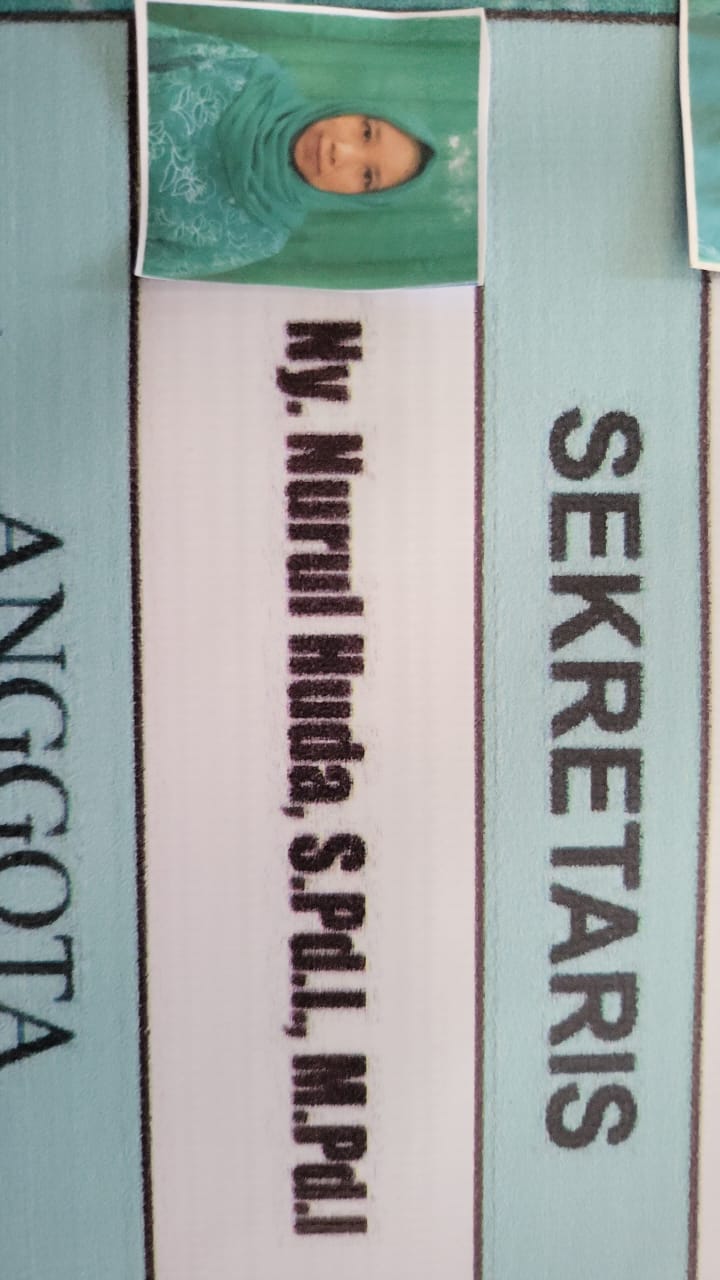 SEKRETARIS
Ny. Nurul Huda, S.Pd.I., M.Pd.I
ANGGOTA